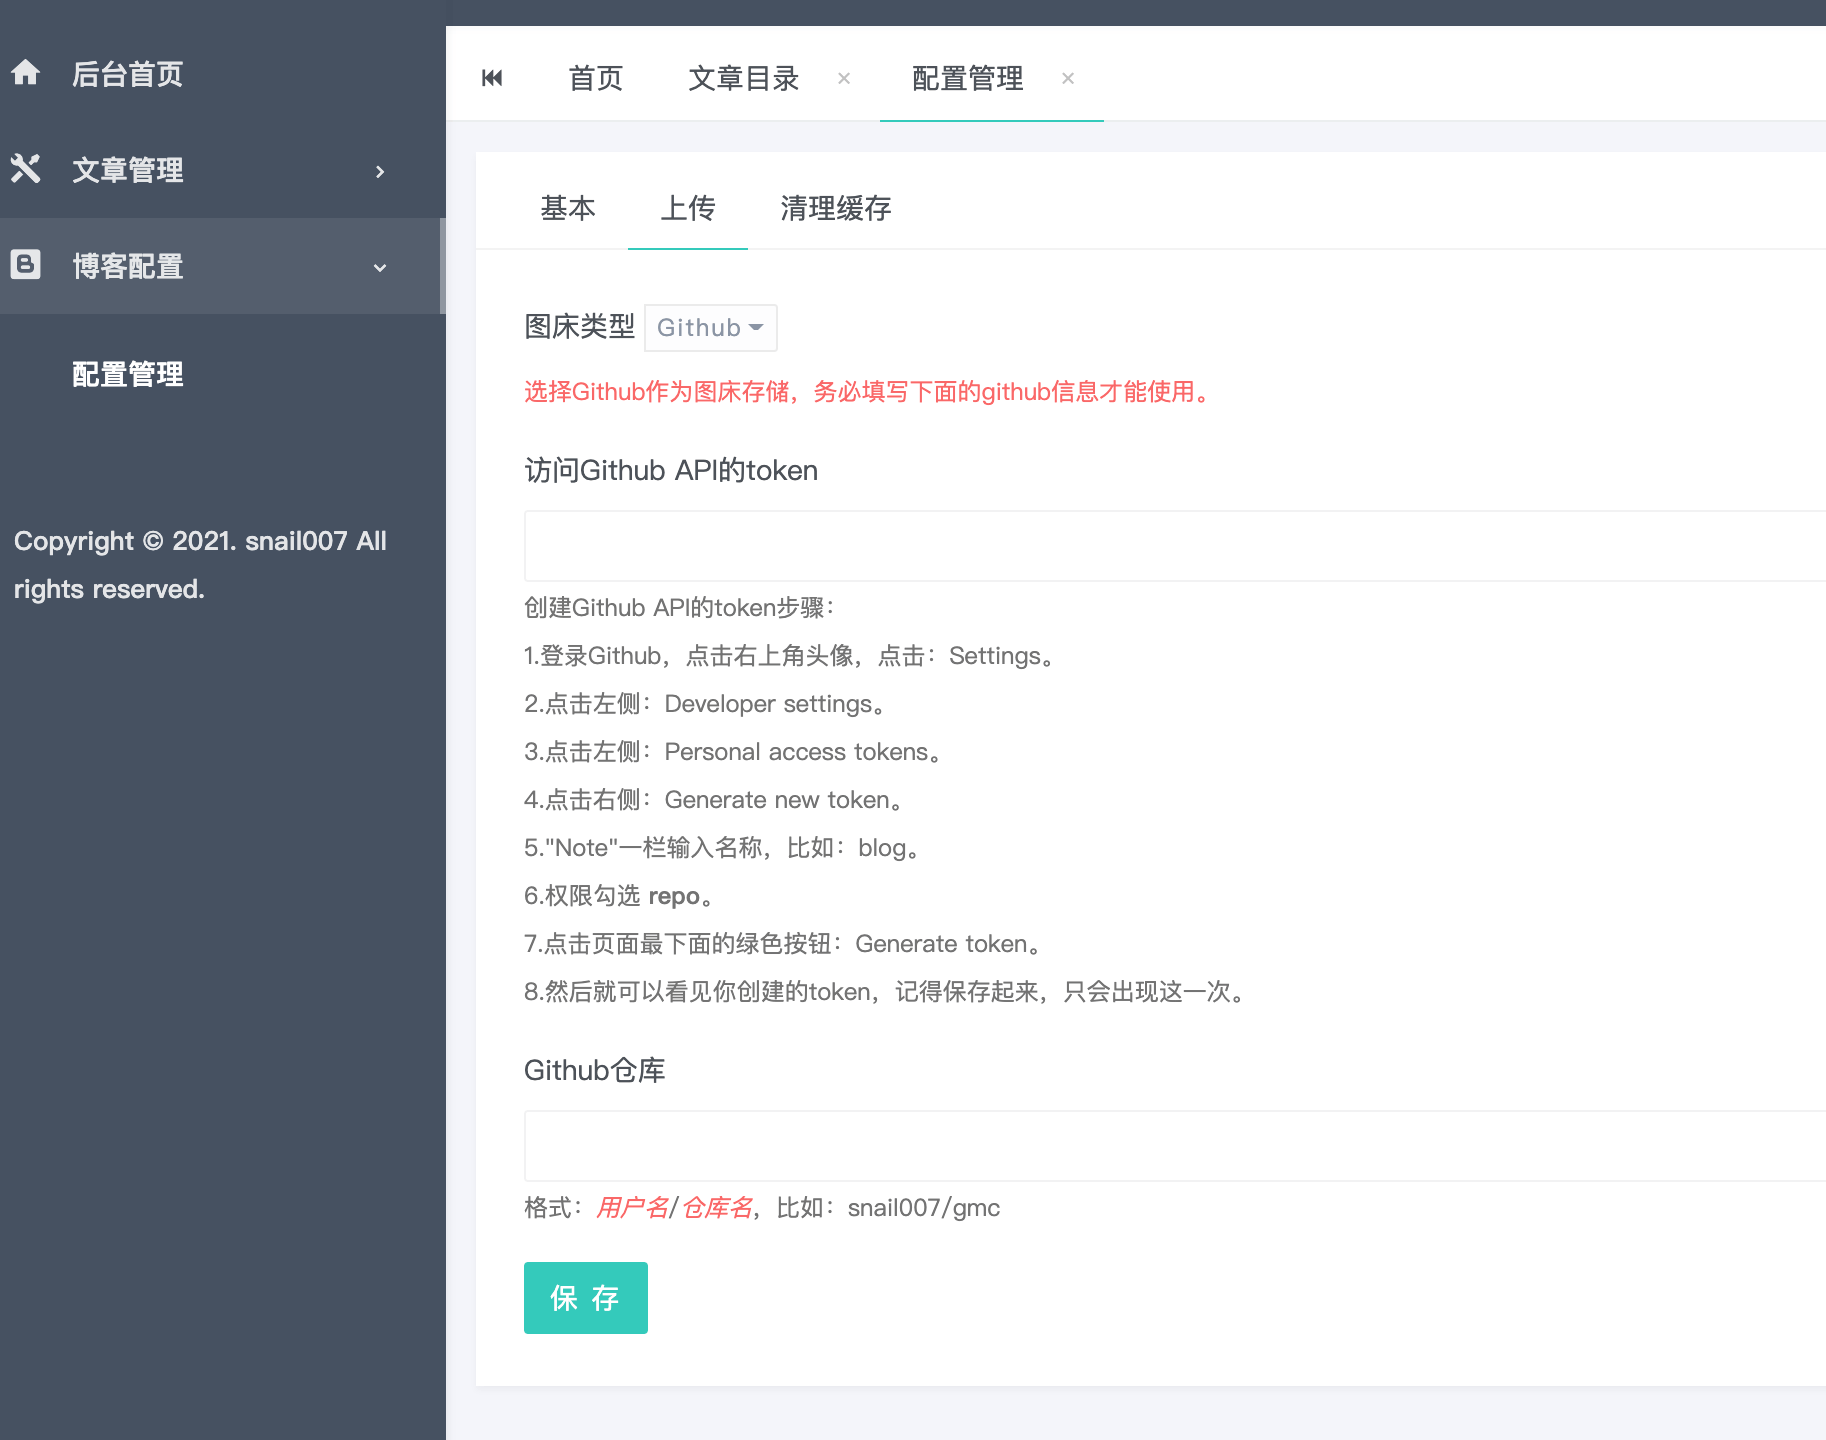 后台首页
文章管理
博客配置
配置管理
Copyright © 2021. snail007 All
rights reserved.
首页 文章目录 × 配置管理 ×
基本 上传 清理缓存
图床类型 Github
选择Github作为图床存储，务必填写下面的github信息才能使用。
访问Github API的token
创建Github API的token步骤：
1.登录Github，点击右上角头像，点击：Settings。
2.点击左侧：Developer settings。
3.点击左侧：Personal access tokens。
4.点击右侧：Generate new token。
5."Note"一栏输入名称，比如：blog。
6.权限勾选 repo。
7.点击页面最下面的绿色按钮：Generate token。
8.然后就可以看见你创建的token，记得保存起来，只会出现这一次。
Github仓库
格式：用户名/仓库名，比如：snail007/gmc
保 存